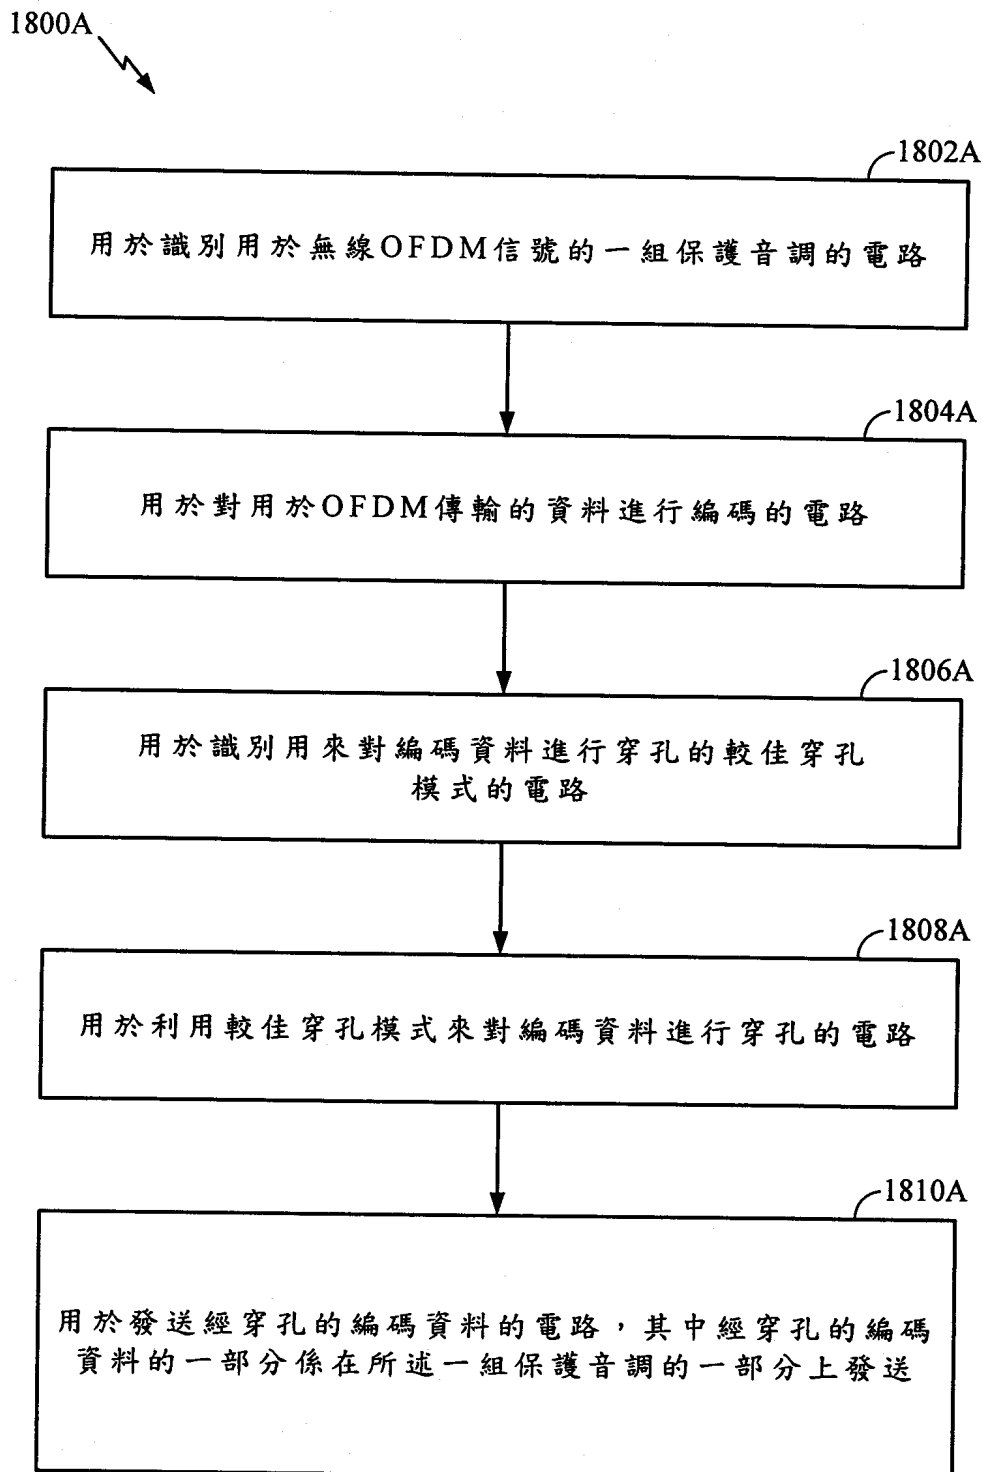 1800A
1802A
用於識別用於無線OFDM信號的一組保護音調的電路
1804A
用於對用於OFDM傳輸的資料進行編碼的電路
1806A
用於識別用來對編碼資料進行穿孔的較佳穿孔
模式的電路
1808A
用於利用較佳穿孔模式來對編碼資料進行穿孔的電路
1810A
用於發送經穿孔的編碼資料的電路，其中經穿孔的編碼
資料的一部分係在所述一組保護音調的一部分上發送